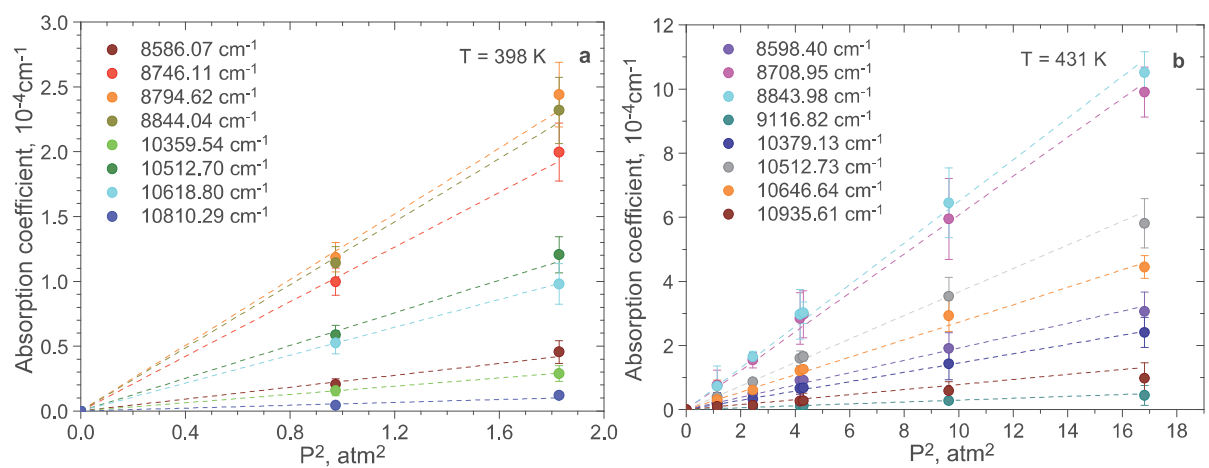 3.0
2.5
2.0
1.5
1.0
0.5
0.0
Absorption coefficient, 10⁻⁴cm⁻¹
8586.07 cm⁻¹
8746.11 cm⁻¹
8794.62 cm⁻¹
8844.04 cm⁻¹
10359.54 cm⁻¹
10512.70 cm⁻¹
10618.80 cm⁻¹
10810.29 cm⁻¹
T = 398 K
a
0.0 0.4 0.8 1.2 1.6 2.0
P², atm²
12
10
8
6
4
2
0
Absorption coefficient, 10⁻⁴cm⁻¹
8598.40 cm⁻¹
8708.95 cm⁻¹
8843.98 cm⁻¹
9116.82 cm⁻¹
10379.13 cm⁻¹
10512.73 cm⁻¹
10646.64 cm⁻¹
10935.61 cm⁻¹
T = 431 K
b
0 2 4 6 8 10 12 14 16 18
P², atm²